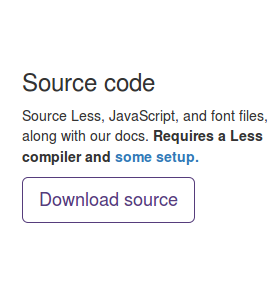 Source code
Source Less, JavaScript, and font files,
along with our docs. Requires a Less
compiler and some setup.
Download source